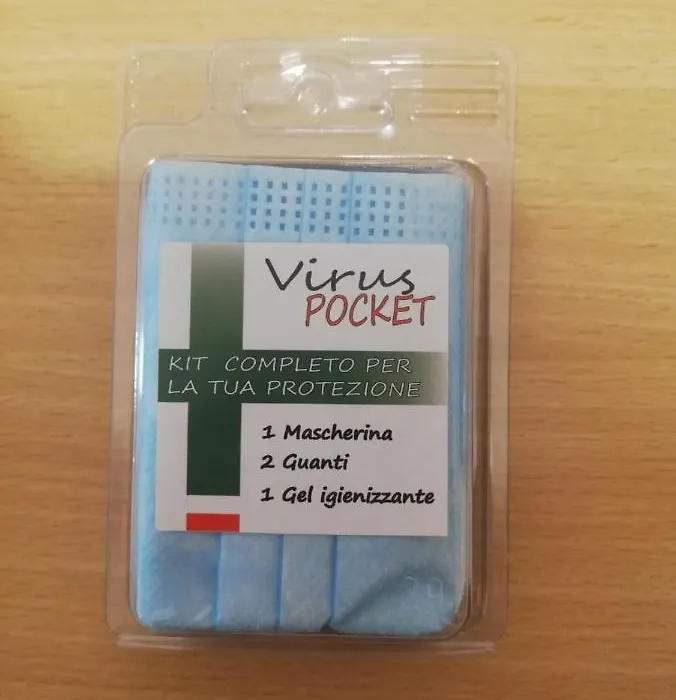 Virus
POCKET
KIT COMPLETO PER
LA TUA PROTEZIONE
1 Mascherina
2 Guanti
1 Gel igienizzante